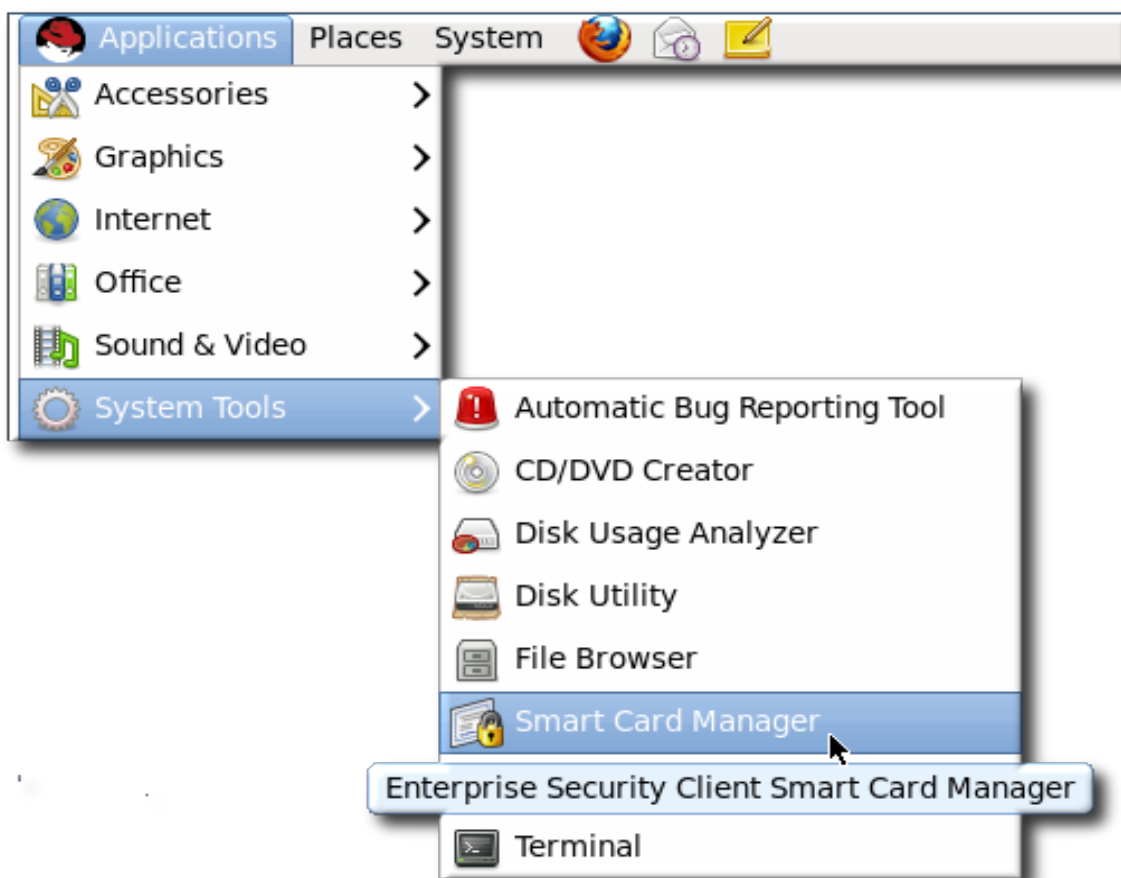 Applications Places System
Accessories
Graphics
Internet
Office
Sound & Video
System Tools
Automatic Bug Reporting Tool
CD/DVD Creator
Disk Usage Analyzer
Disk Utility
File Browser
Smart Card Manager
Enterprise Security Client Smart Card Manager
Terminal